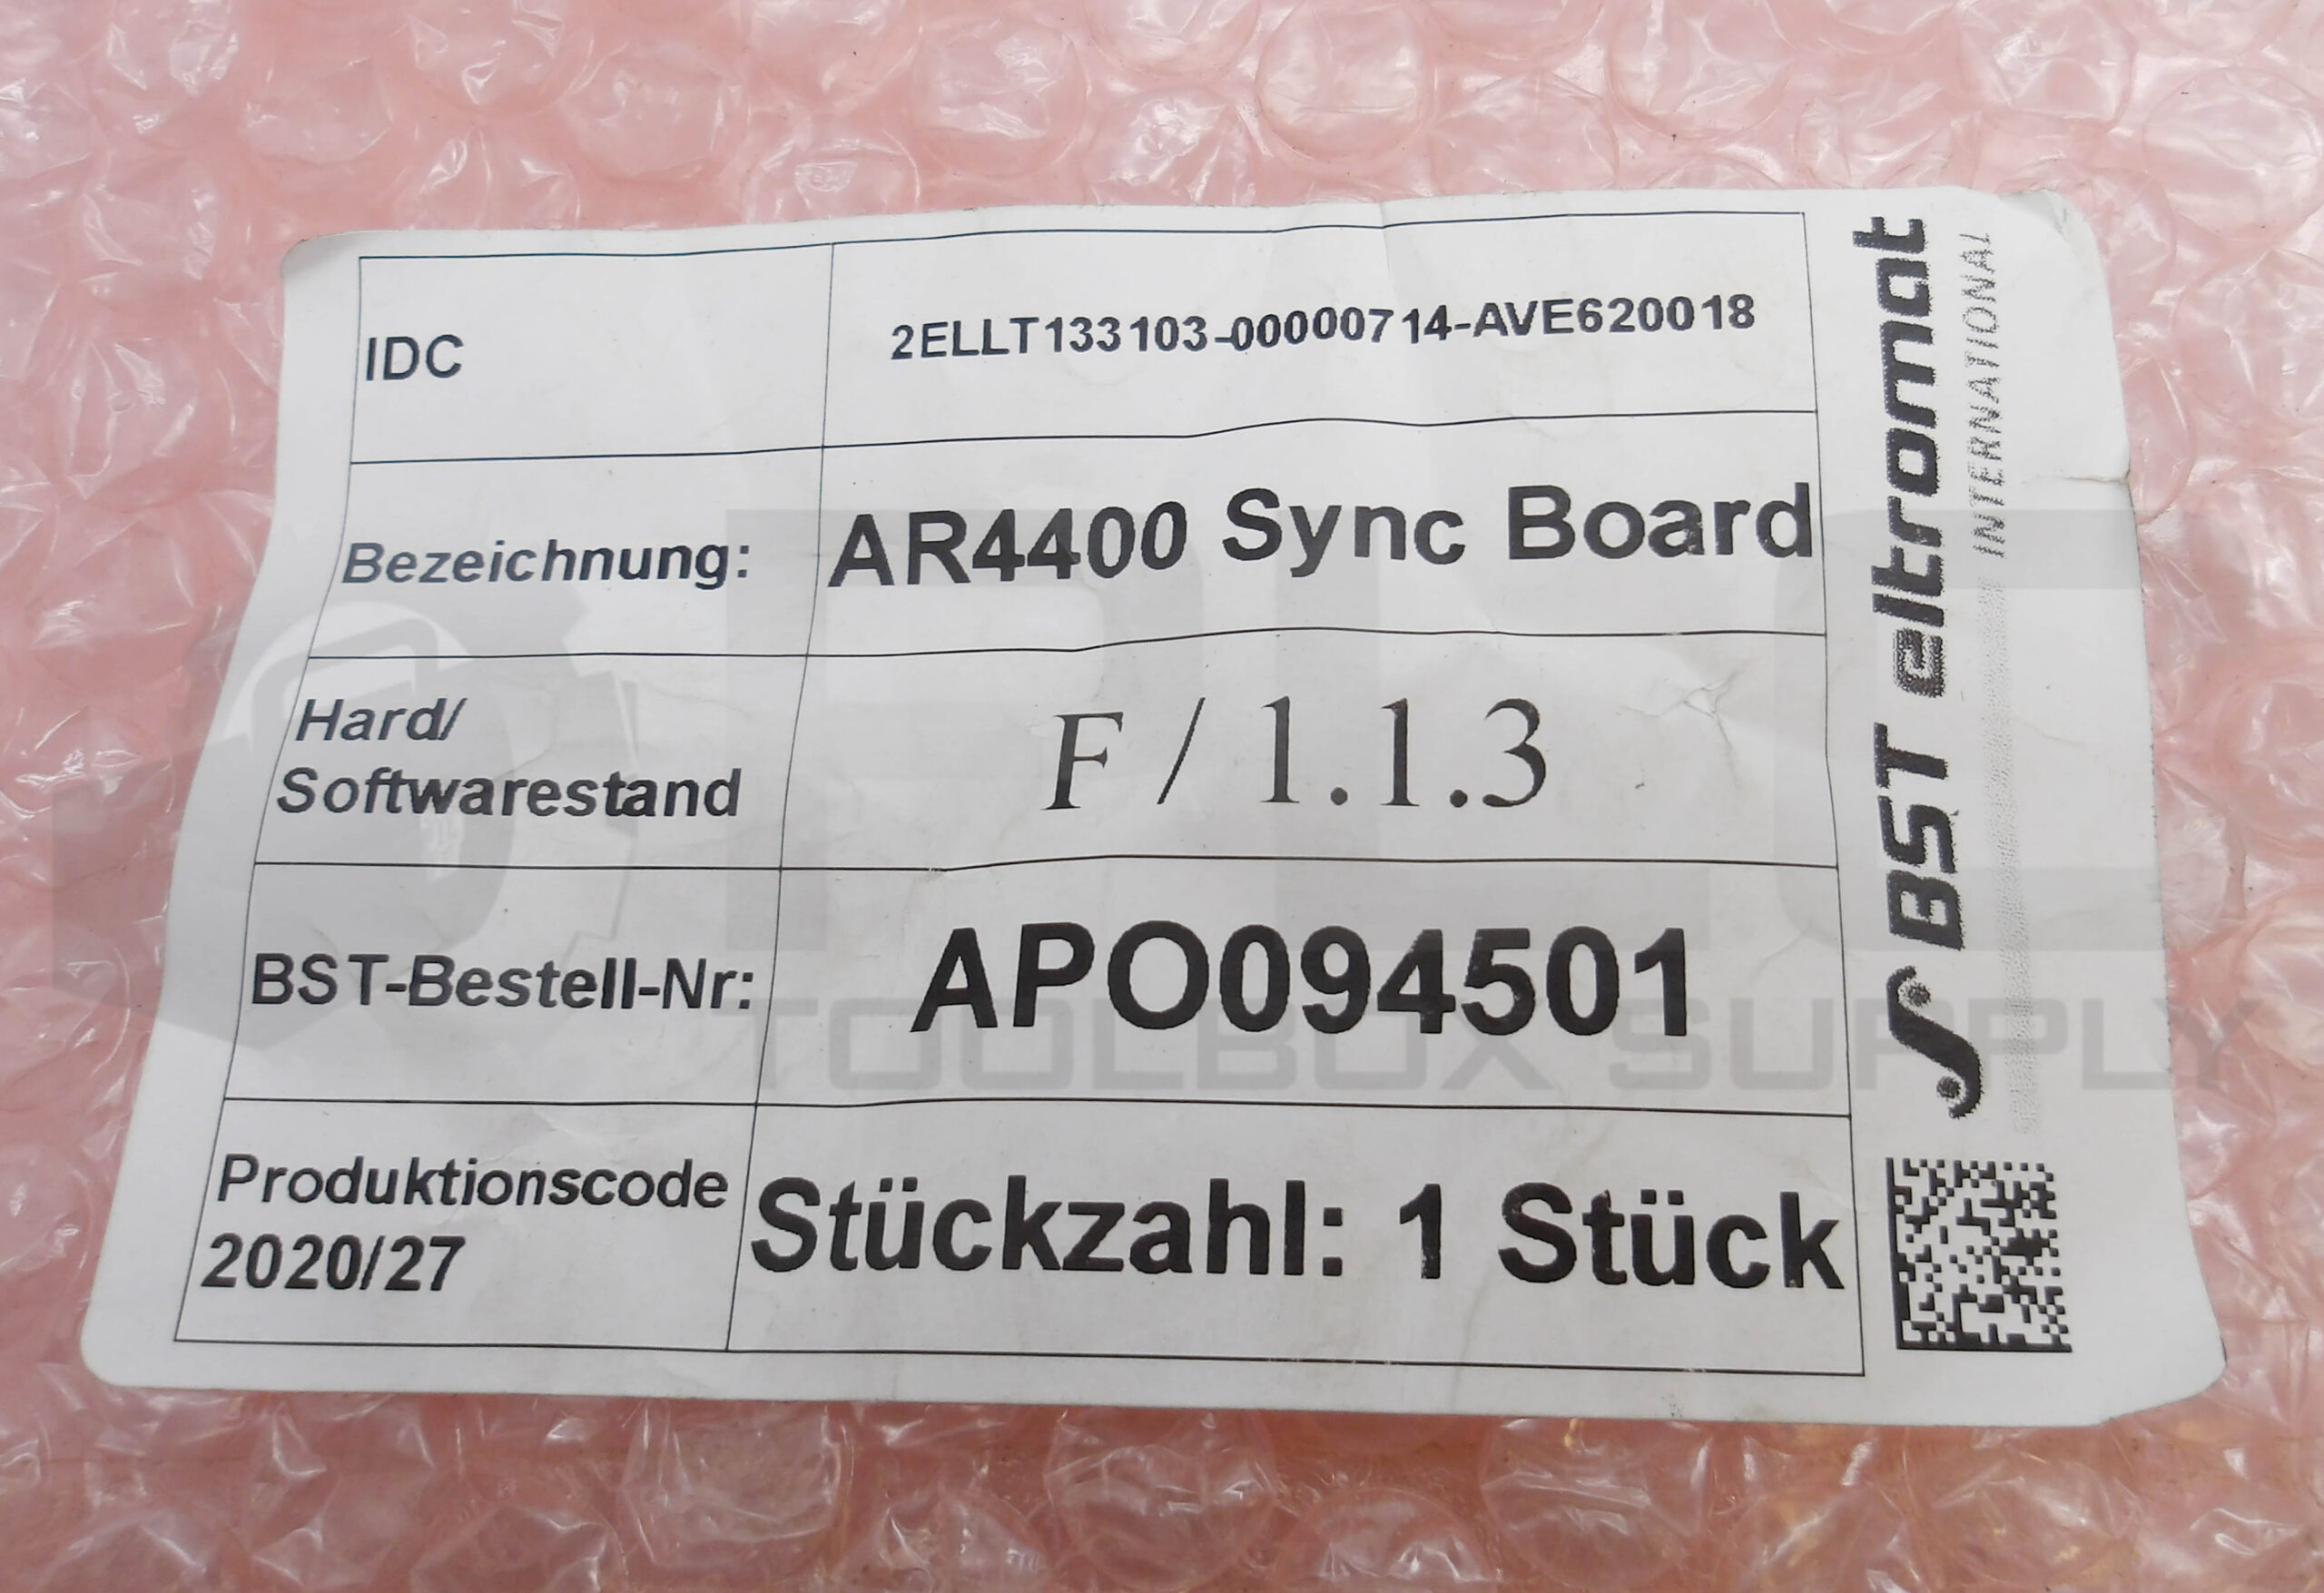 IDC
2ELLT133103-00000714-AVE620018
Bezeichnung:
AR4400 Sync Board
Hard/
Softwarestand
F / 1.1.3
BST-Bestell-Nr:
APO094501
Produktionscode
2020/27
Stückzahl: 1 Stück
BST eltromat
INTERNATIONAL
PLC
TOOLBOX SUPPLY